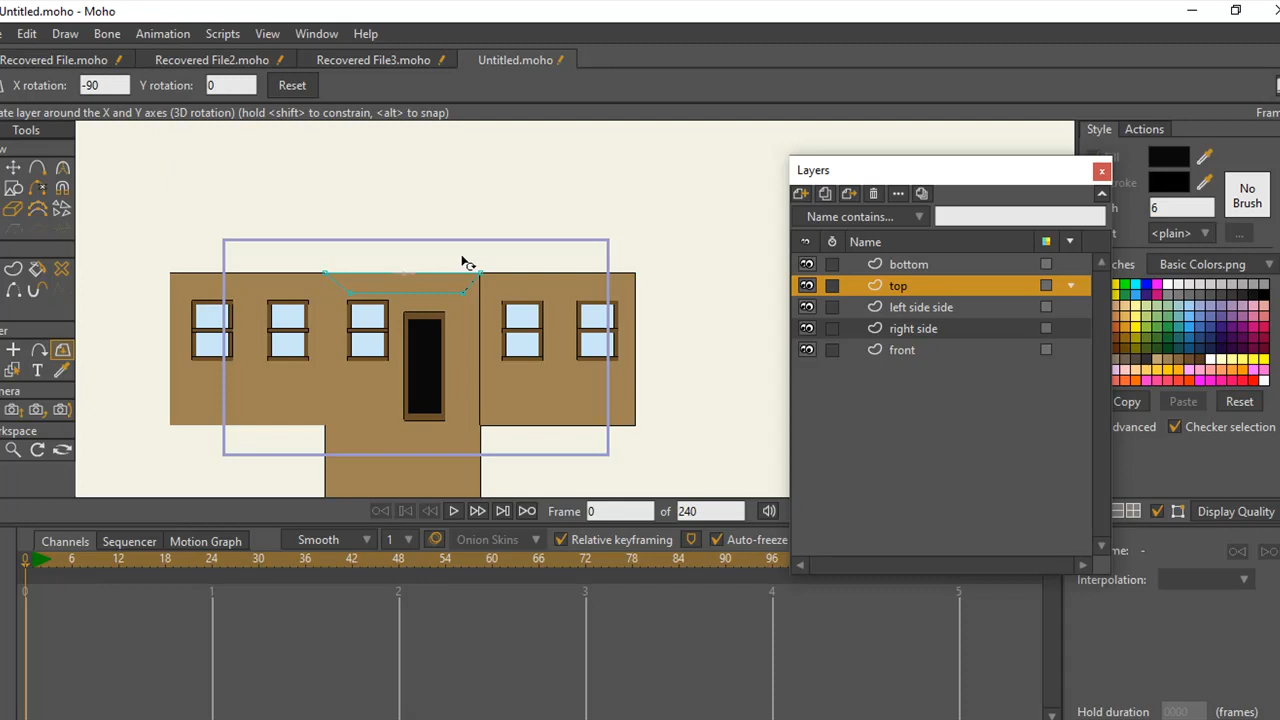 Untitled.moho - Moho
Edit Draw Bone Animation Scripts View Window Help
Recovered File.moho Recovered File2.moho Recovered File3.moho Untitled.moho
X rotation: -90 Y rotation: 0 Reset
ate layer around the X and Y axes (3D rotation) (hold <shift> to constrain, <alt> to snap) Fram
Tools
Style Actions
Layers
No
Brush
6
Name contains...
<plain> ...
Name
bottom
top
left side side
right side
front
Basic Colors.png
T
Copy Paste Reset
Checker selection
Frame 0 of 240
Display Quality
Channels Sequencer Motion Graph Smooth 1 Onion Skins Relative keyframing Auto-freeze
0 6 12 18 24 30 36 42 48 54 60 66 72 78 84 90 96
Interpolation:
0 1 2 3 4 5
Hold duration 0000 (frames)